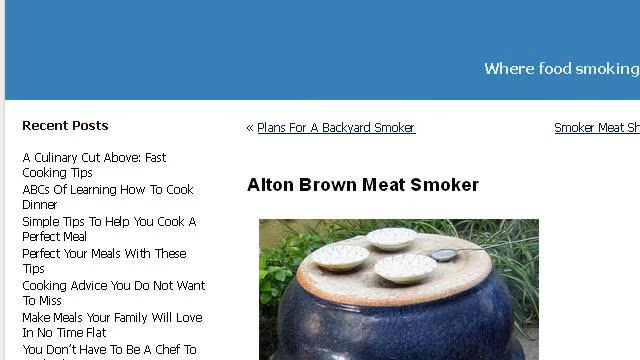 Where food smoking
Recent Posts
« Plans For A Backyard Smoker
Smoker Meat Sh
A Culinary Cut Above: Fast
Cooking Tips
ABCs Of Learning How To Cook
Dinner
Simple Tips To Help You Cook A
Perfect Meal
Perfect Your Meals With These
Tips
Cooking Advice You Do Not Want
To Miss
Make Meals Your Family Will Love
In No Time Flat
You Don't Have To Be A Chef To
Alton Brown Meat Smoker